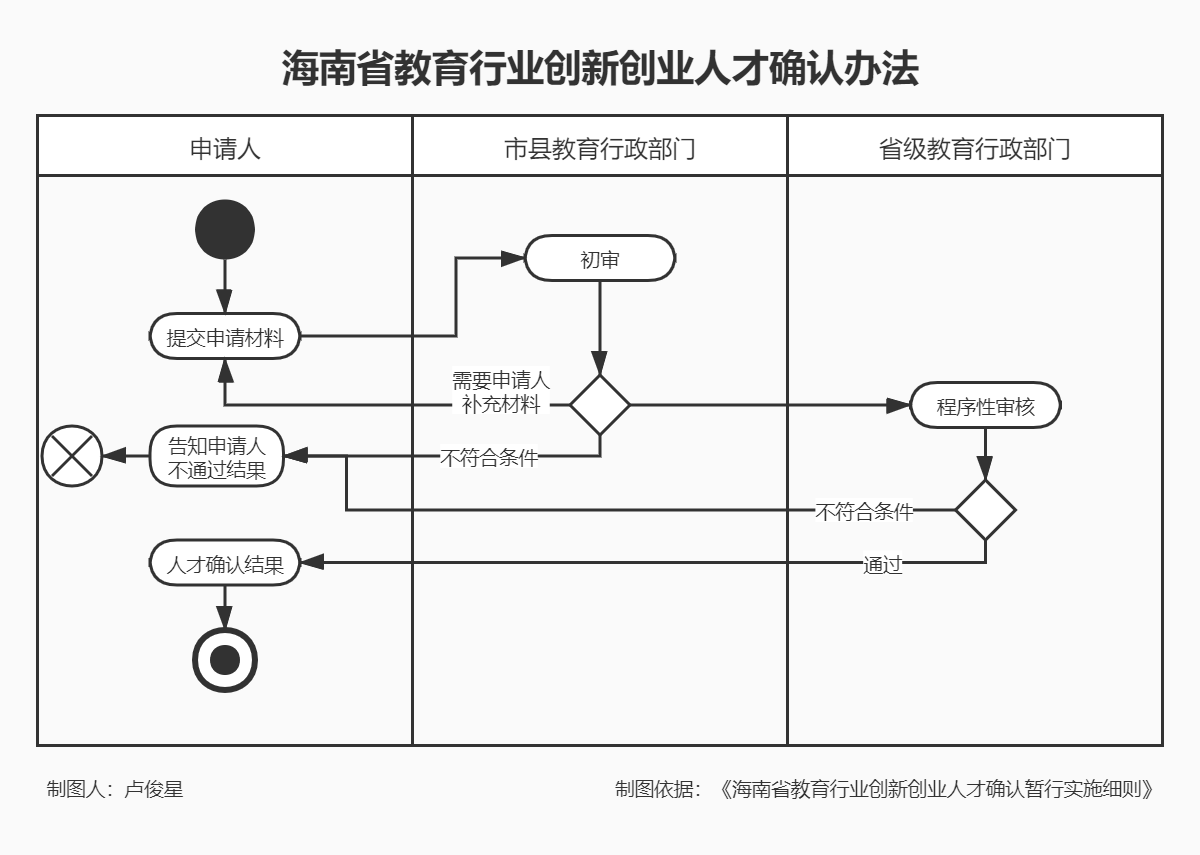 海南省教育行业创新创业人才确认办法
申请人
市县教育行政部门
省级教育行政部门
初审
提交申请材料
需要申请人
补充材料
程序性审核
告知申请人
不通过结果
不符合条件
不符合条件
人才确认结果
通过
制图人：卢俊星
制图依据：《海南省教育行业创新创业人才确认暂行实施细则》